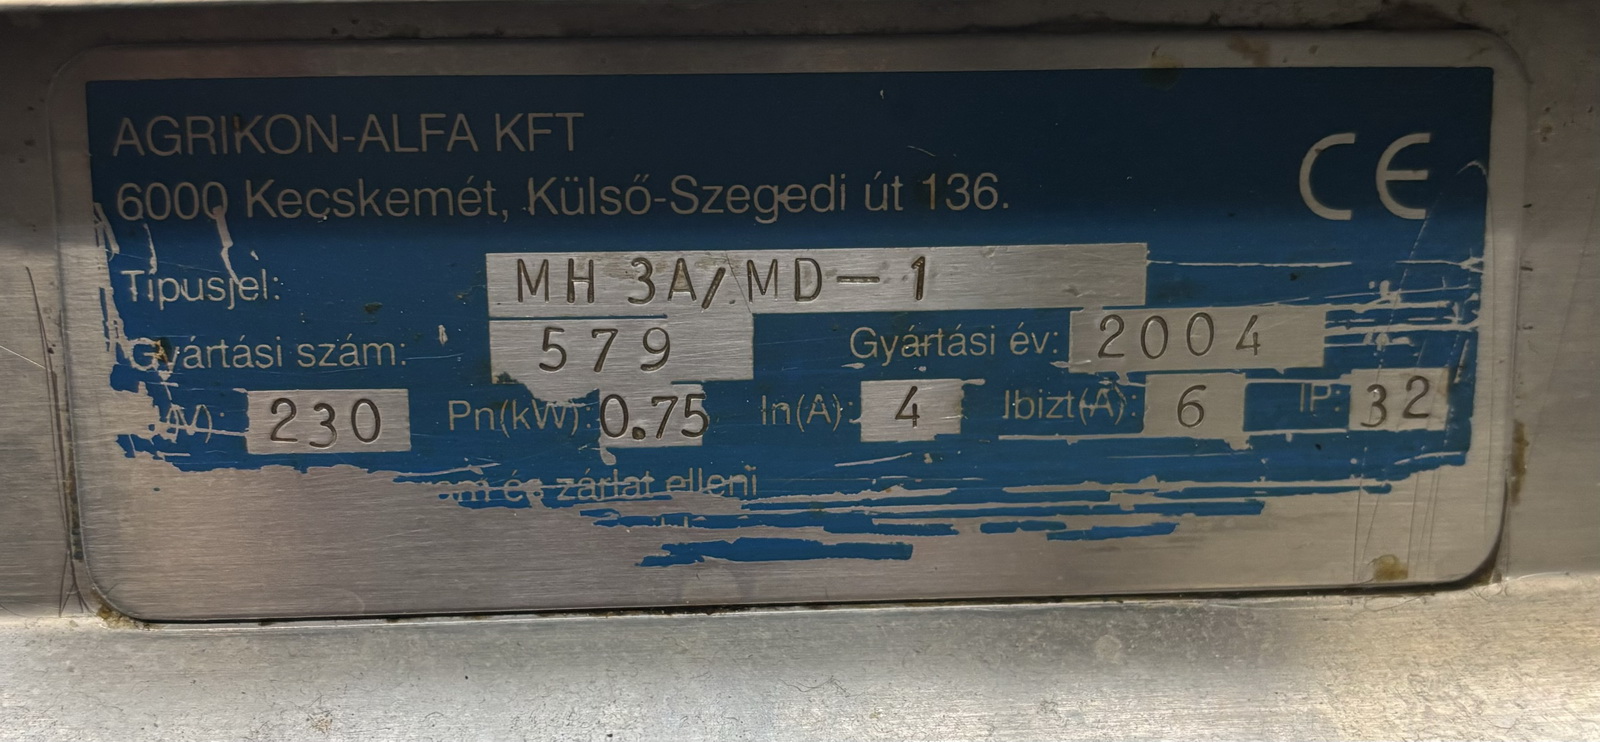 AGRIKON-ALFA KFT
6000 Kecskemét, Külső-Szegedi út 136.
CE
Típusjel: MH 3A/MD-1
Gyártási szám: 579 Gyártási év: 2004
(V): 230 Pn(kW): 0.75 In(A): 4 Ibizt(A): 6 IP: 32
és zárlat elleni